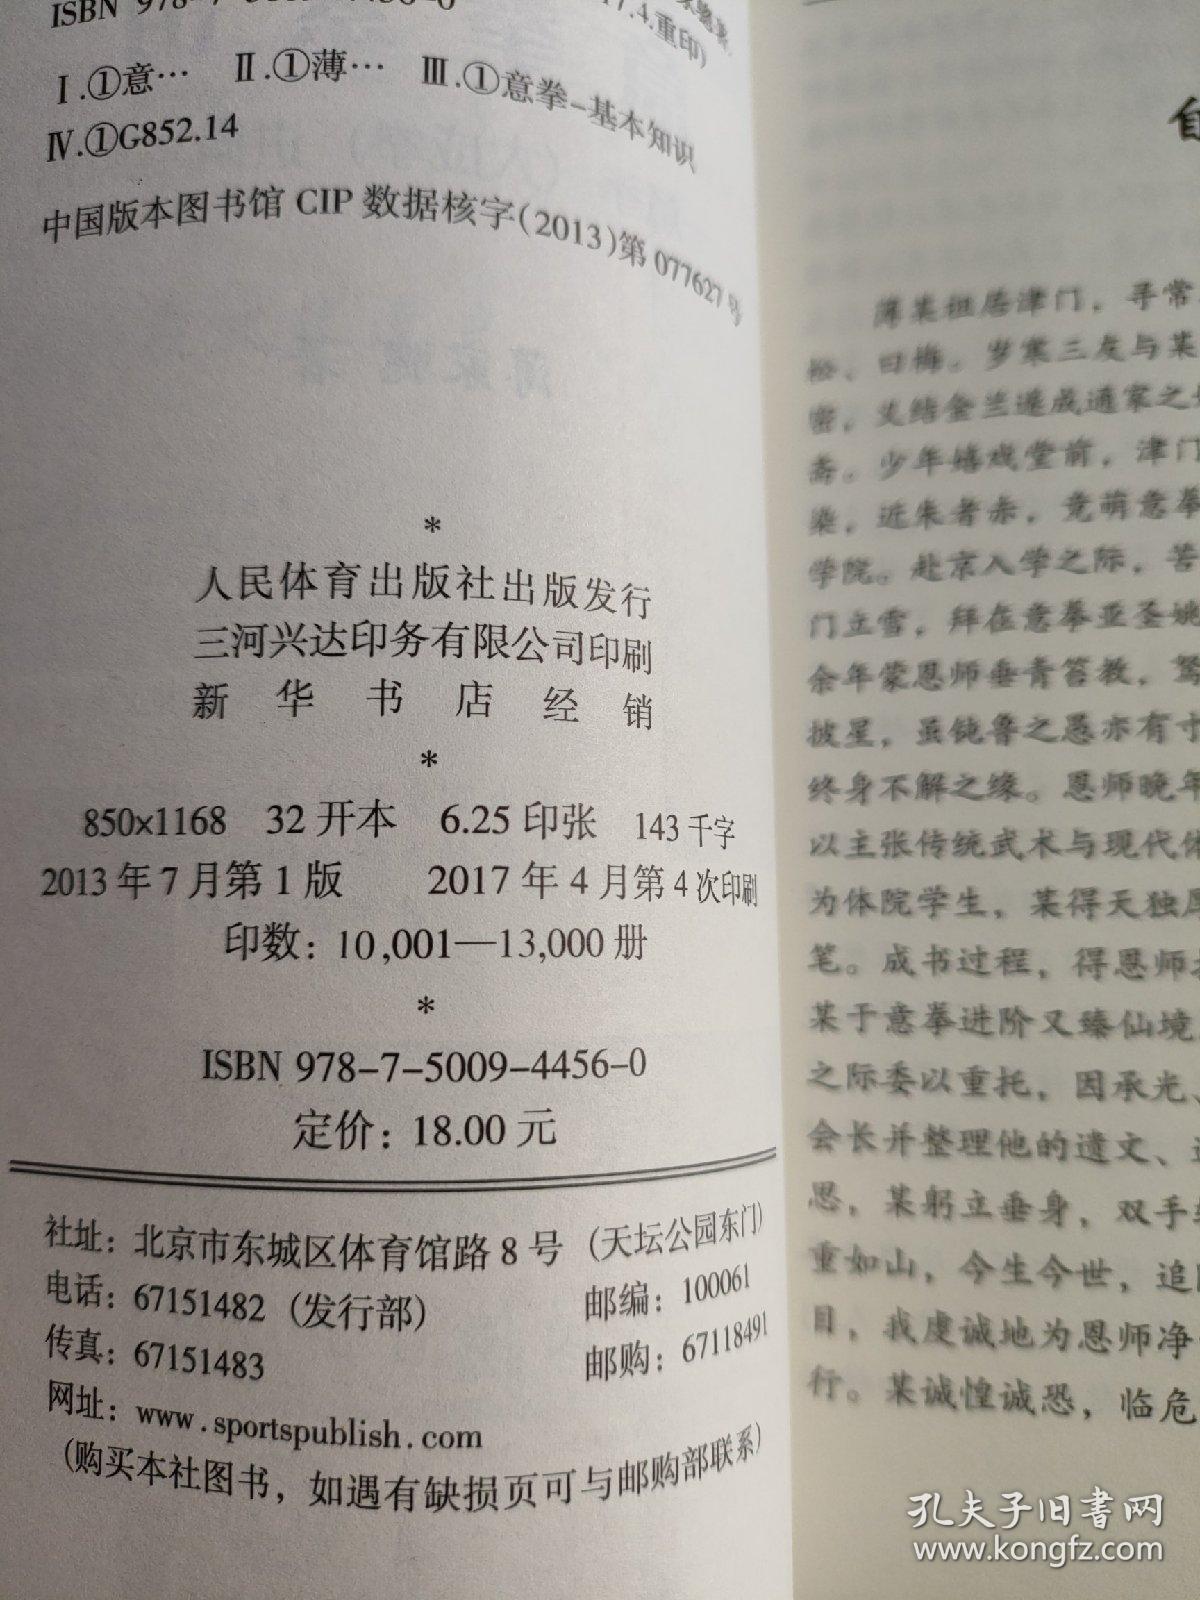 ISBN 978-7-5009-4456-0
17.4.重印)
Ⅰ.①意… Ⅱ.①薄… Ⅲ.①意拳-基本知识
Ⅳ.①G852.14
中国版本图书馆 CIP 数据核字(2013)第 077627 号
*
人民体育出版社出版发行
三河兴达印务有限公司印刷
新华书店经销
*
850×1168 32 开本 6.25 印张 143 千字
2013 年 7 月第 1 版 2017 年 4 月第 4 次印刷
印数：10,001—13,000 册
*
ISBN 978-7-5009-4456-0
定价：18.00 元
社址：北京市东城区体育馆路 8 号（天坛公园东门）
电话：67151482（发行部） 邮编：100061
传真：67151483 邮购：67118491
网址：www.sportspublish.com
（购买本社图书，如遇有缺损页可与邮购部联系）
自
薄某祖居津门，寻常
松、曰梅。岁寒三友与某
密，义结金兰遂成通家之
斋。少年嬉戏堂前，津门
染，近朱者赤，竟萌意拳
学院。赴京入学之际，苦
门立雪，拜在意拳亚圣姚
余年蒙恩师垂青笞教，驾
披星，虽钝鲁之愚亦有寸
终身不解之缘。恩师晚年
以主张传统武术与现代体
为体院学生，某得天独厚
笔。成书过程，得恩师
某于意拳进阶又臻仙境
之际委以重托，因承光、
会长并整理他的遗文、
思，某躬立垂身，双手
重如山，今生今世，追
目，我虔诚地为恩师净
行。某诚惶诚恐，临危
孔夫子旧书网
www.kongfz.com